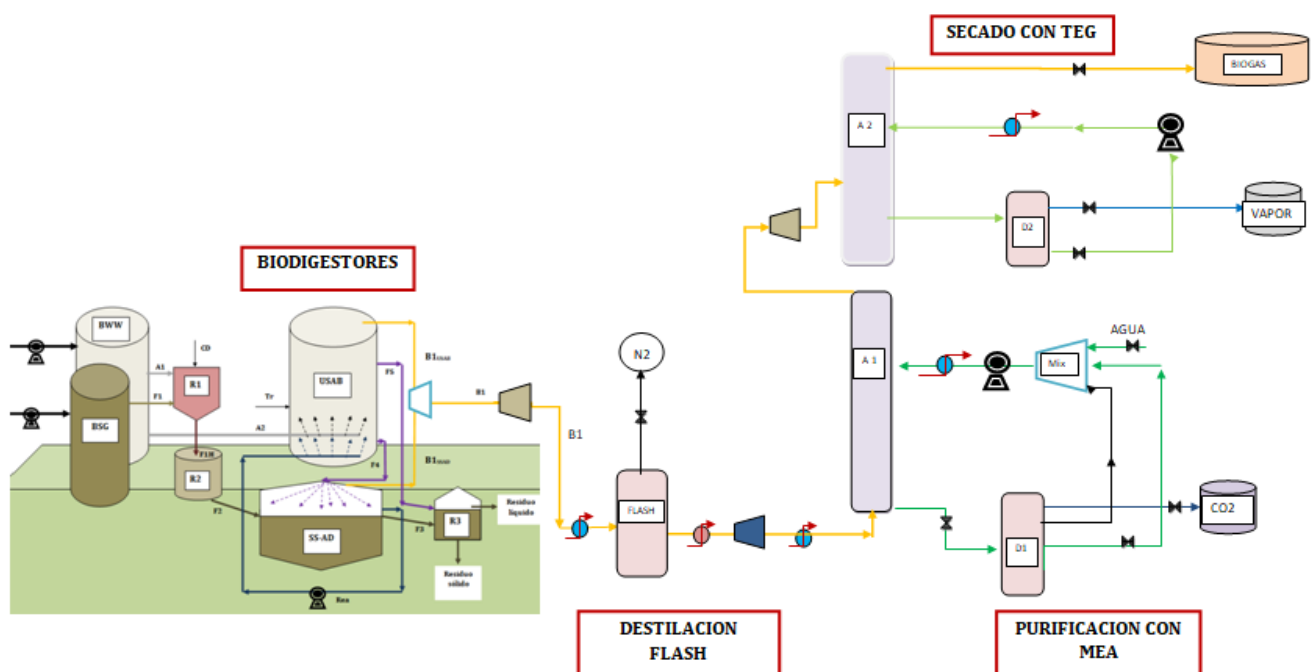 SECADO CON TEG
BIOGAS
A 2
VAPOR
D2
BIODIGESTORES
BWW
CD
A1
R1
F1
BSG
USAB
B1USAB
F5
Tr
B1
A2
F1H
R2
F4
B1SSAD
F2
SS-AD
F3
R3
Residuo
líquido
Residuo
sólido
Rea
B1
N2
FLASH
A 1
AGUA
Mix
CO2
D1
DESTILACION
FLASH
PURIFICACION CON
MEA